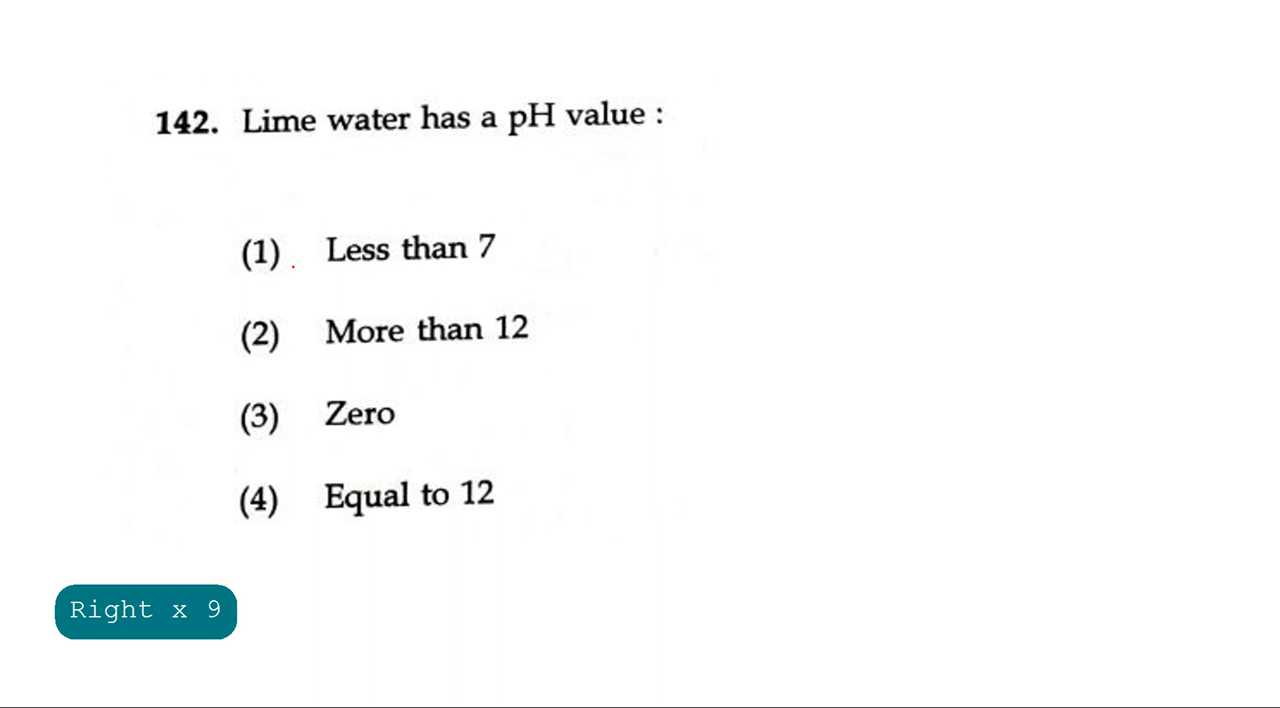 142. Lime water has a pH value :
(1) Less than 7
(2) More than 12
(3) Zero
(4) Equal to 12
Right x 9